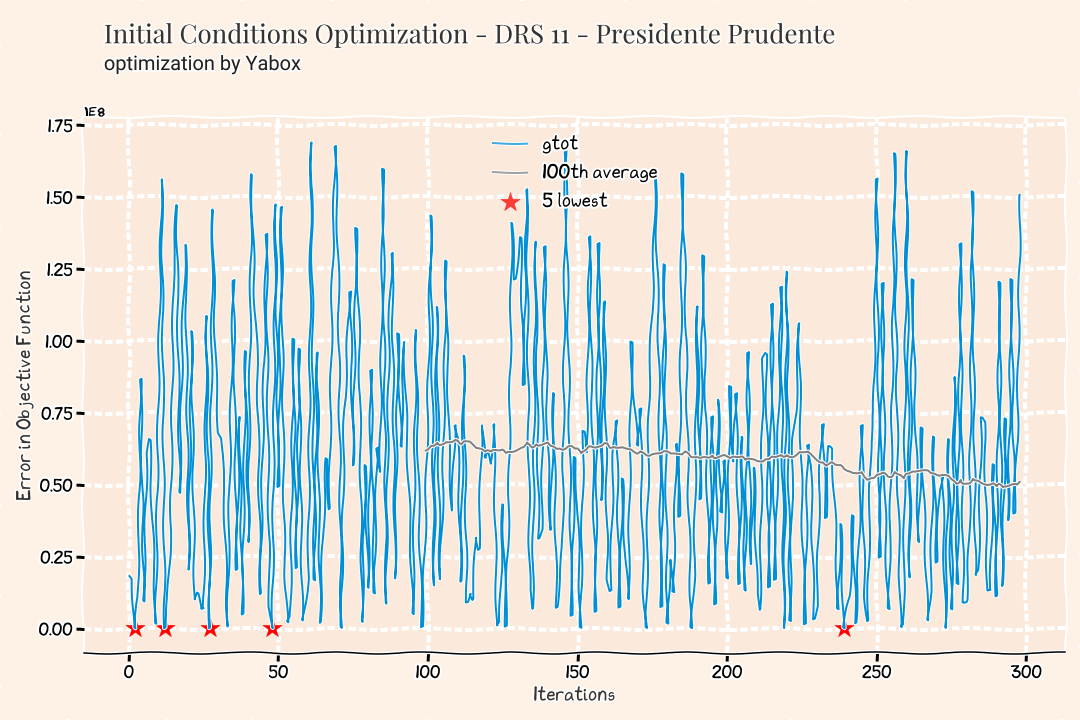 Initial Conditions Optimization - DRS 11 - Presidente Prudente
optimization by Yabox
1E8
1.75
1.50
1.25
1.00
0.75
0.50
0.25
0.00
Error in Objective Function
gtot
100th average
5 lowest
0 50 100 150 200 250 300
Iterations